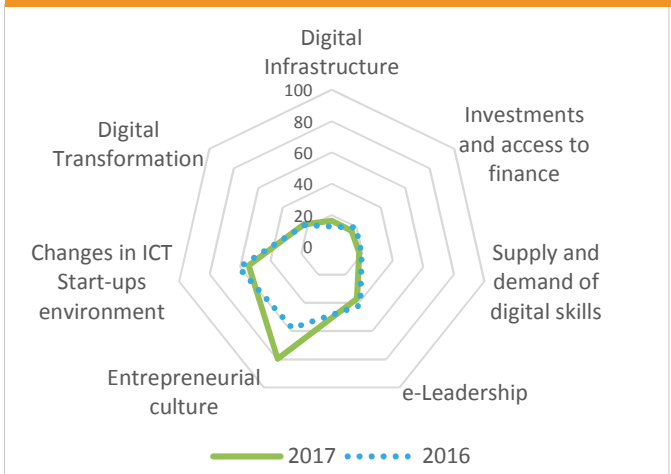 Digital
Infrastructure
100
80
60
40
20
0
Investments
and access to
finance
Supply and
demand of
digital skills
e-Leadership
Entrepreneurial
culture
Changes in ICT
Start-ups
environment
Digital
Transformation
2017
2016